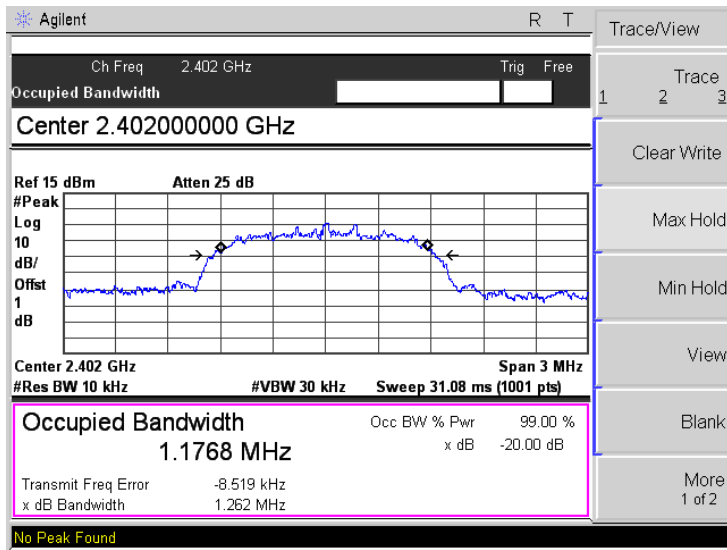 Agilent R T
Ch Freq 2.402 GHz Trig Free
Occupied Bandwidth
Center 2.402000000 GHz
Ref 15 dBm Atten 25 dB
#Peak
Log
10
dB/
Offst
1
dB
Center 2.402 GHz Span 3 MHz
#Res BW 10 kHz #VBW 30 kHz Sweep 31.08 ms (1001 pts)
Occupied Bandwidth Occ BW % Pwr 99.00 %
1.1768 MHz x dB -20.00 dB
Transmit Freq Error -8.519 kHz
x dB Bandwidth 1.262 MHz
No Peak Found
Trace/View
Trace
1 2 3
Clear Write
Max Hold
Min Hold
View
Blank
More
1 of 2